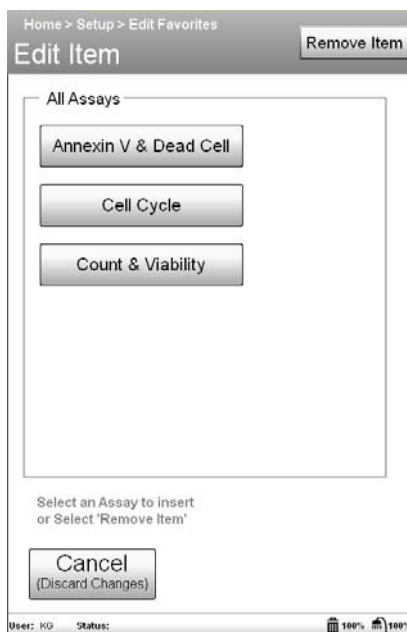 Home > Setup > Edit Favorites
Edit Item
Remove Item
All Assays
Annexin V & Dead Cell
Cell Cycle
Count & Viability
Select an Assay to insert
or Select 'Remove Item'
Cancel
(Discard Changes)
User: KG Status: 100% 100%